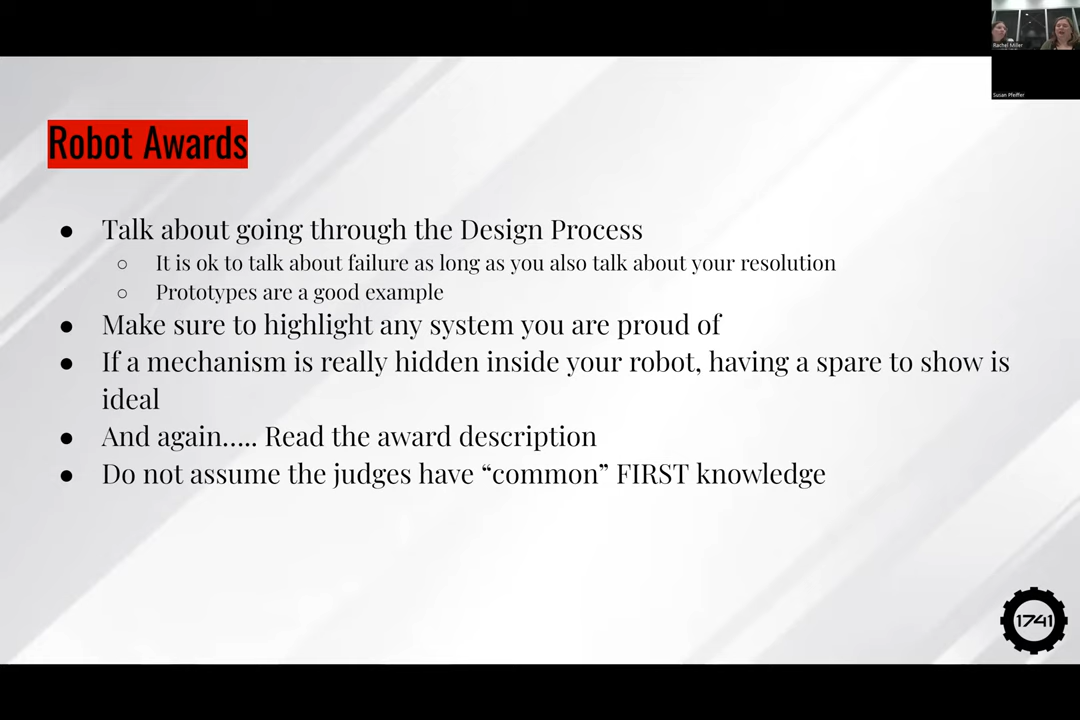 Rachel Miller
Susan Pfeiffer
Robot Awards
● Talk about going through the Design Process
○ It is ok to talk about failure as long as you also talk about your resolution
○ Prototypes are a good example
● Make sure to highlight any system you are proud of
● If a mechanism is really hidden inside your robot, having a spare to show is
ideal
● And again..... Read the award description
● Do not assume the judges have “common” FIRST knowledge
1741